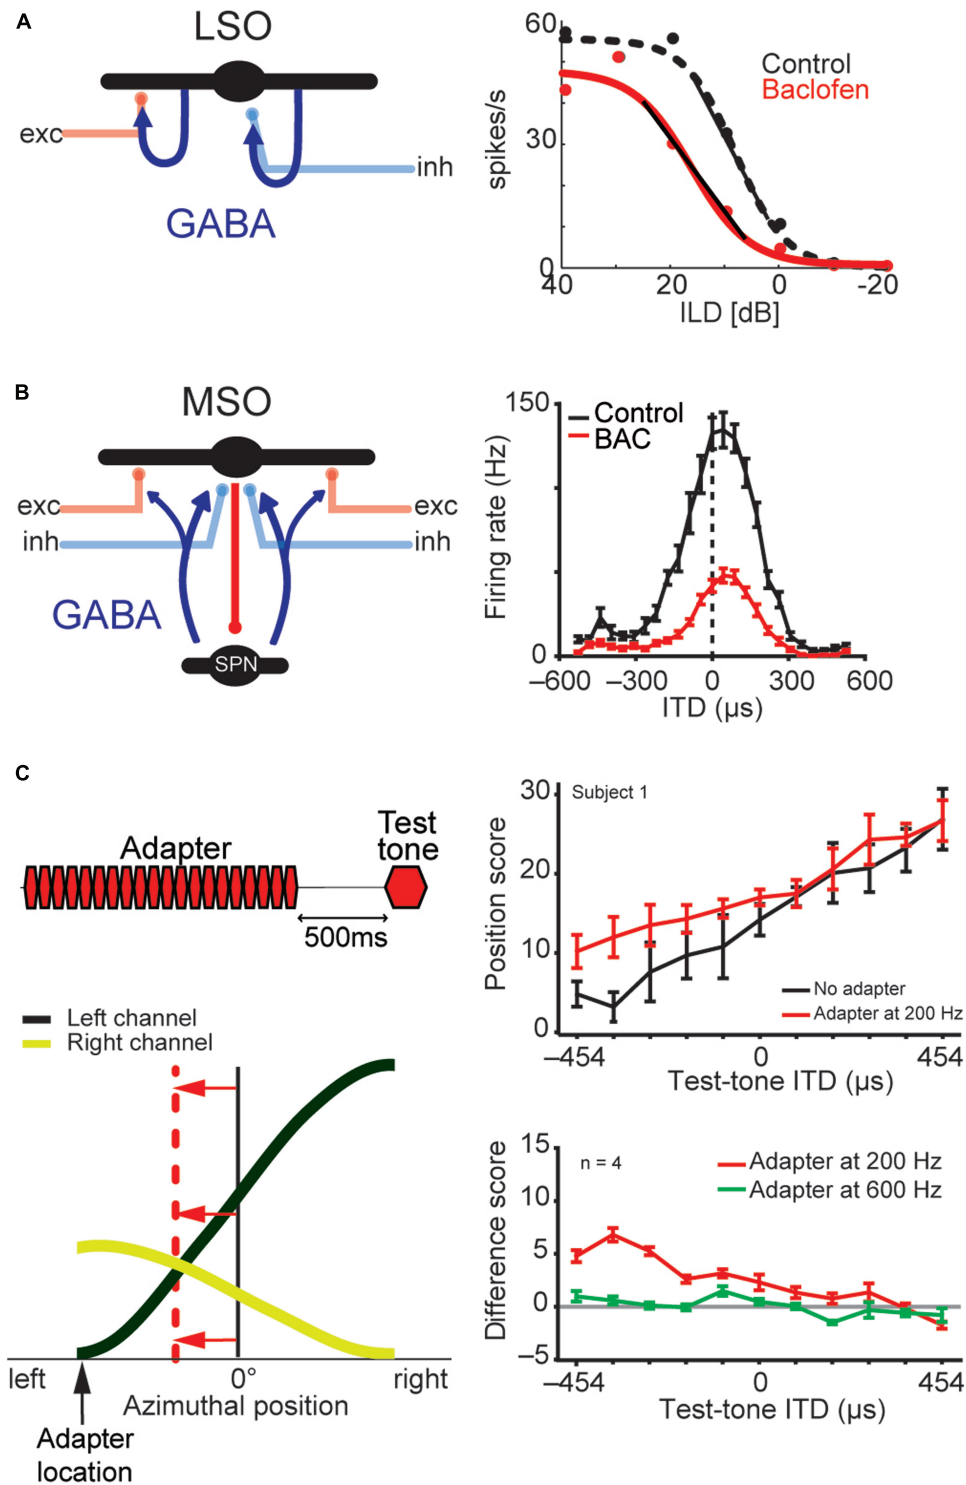 A
LSO
exc
inh
GABA
60
30
0
spikes/s
Control
Baclofen
40 20 0 -20
ILD [dB]
B
MSO
exc
exc
inh
inh
GABA
SPN
150
0
Firing rate (Hz)
Control
BAC
–600 –300 0 300 600
ITD (µs)
C
Adapter
Test
tone
500ms
Left channel
Right channel
left 0° right
Azimuthal position
Adapter
location
30
20
10
0
Position score
Subject 1
No adapter
Adapter at 200 Hz
–454 0 454
Test-tone ITD (µs)
15
10
5
0
–5
Difference score
n = 4
Adapter at 200 Hz
Adapter at 600 Hz
–454 0 454
Test-tone ITD (µs)